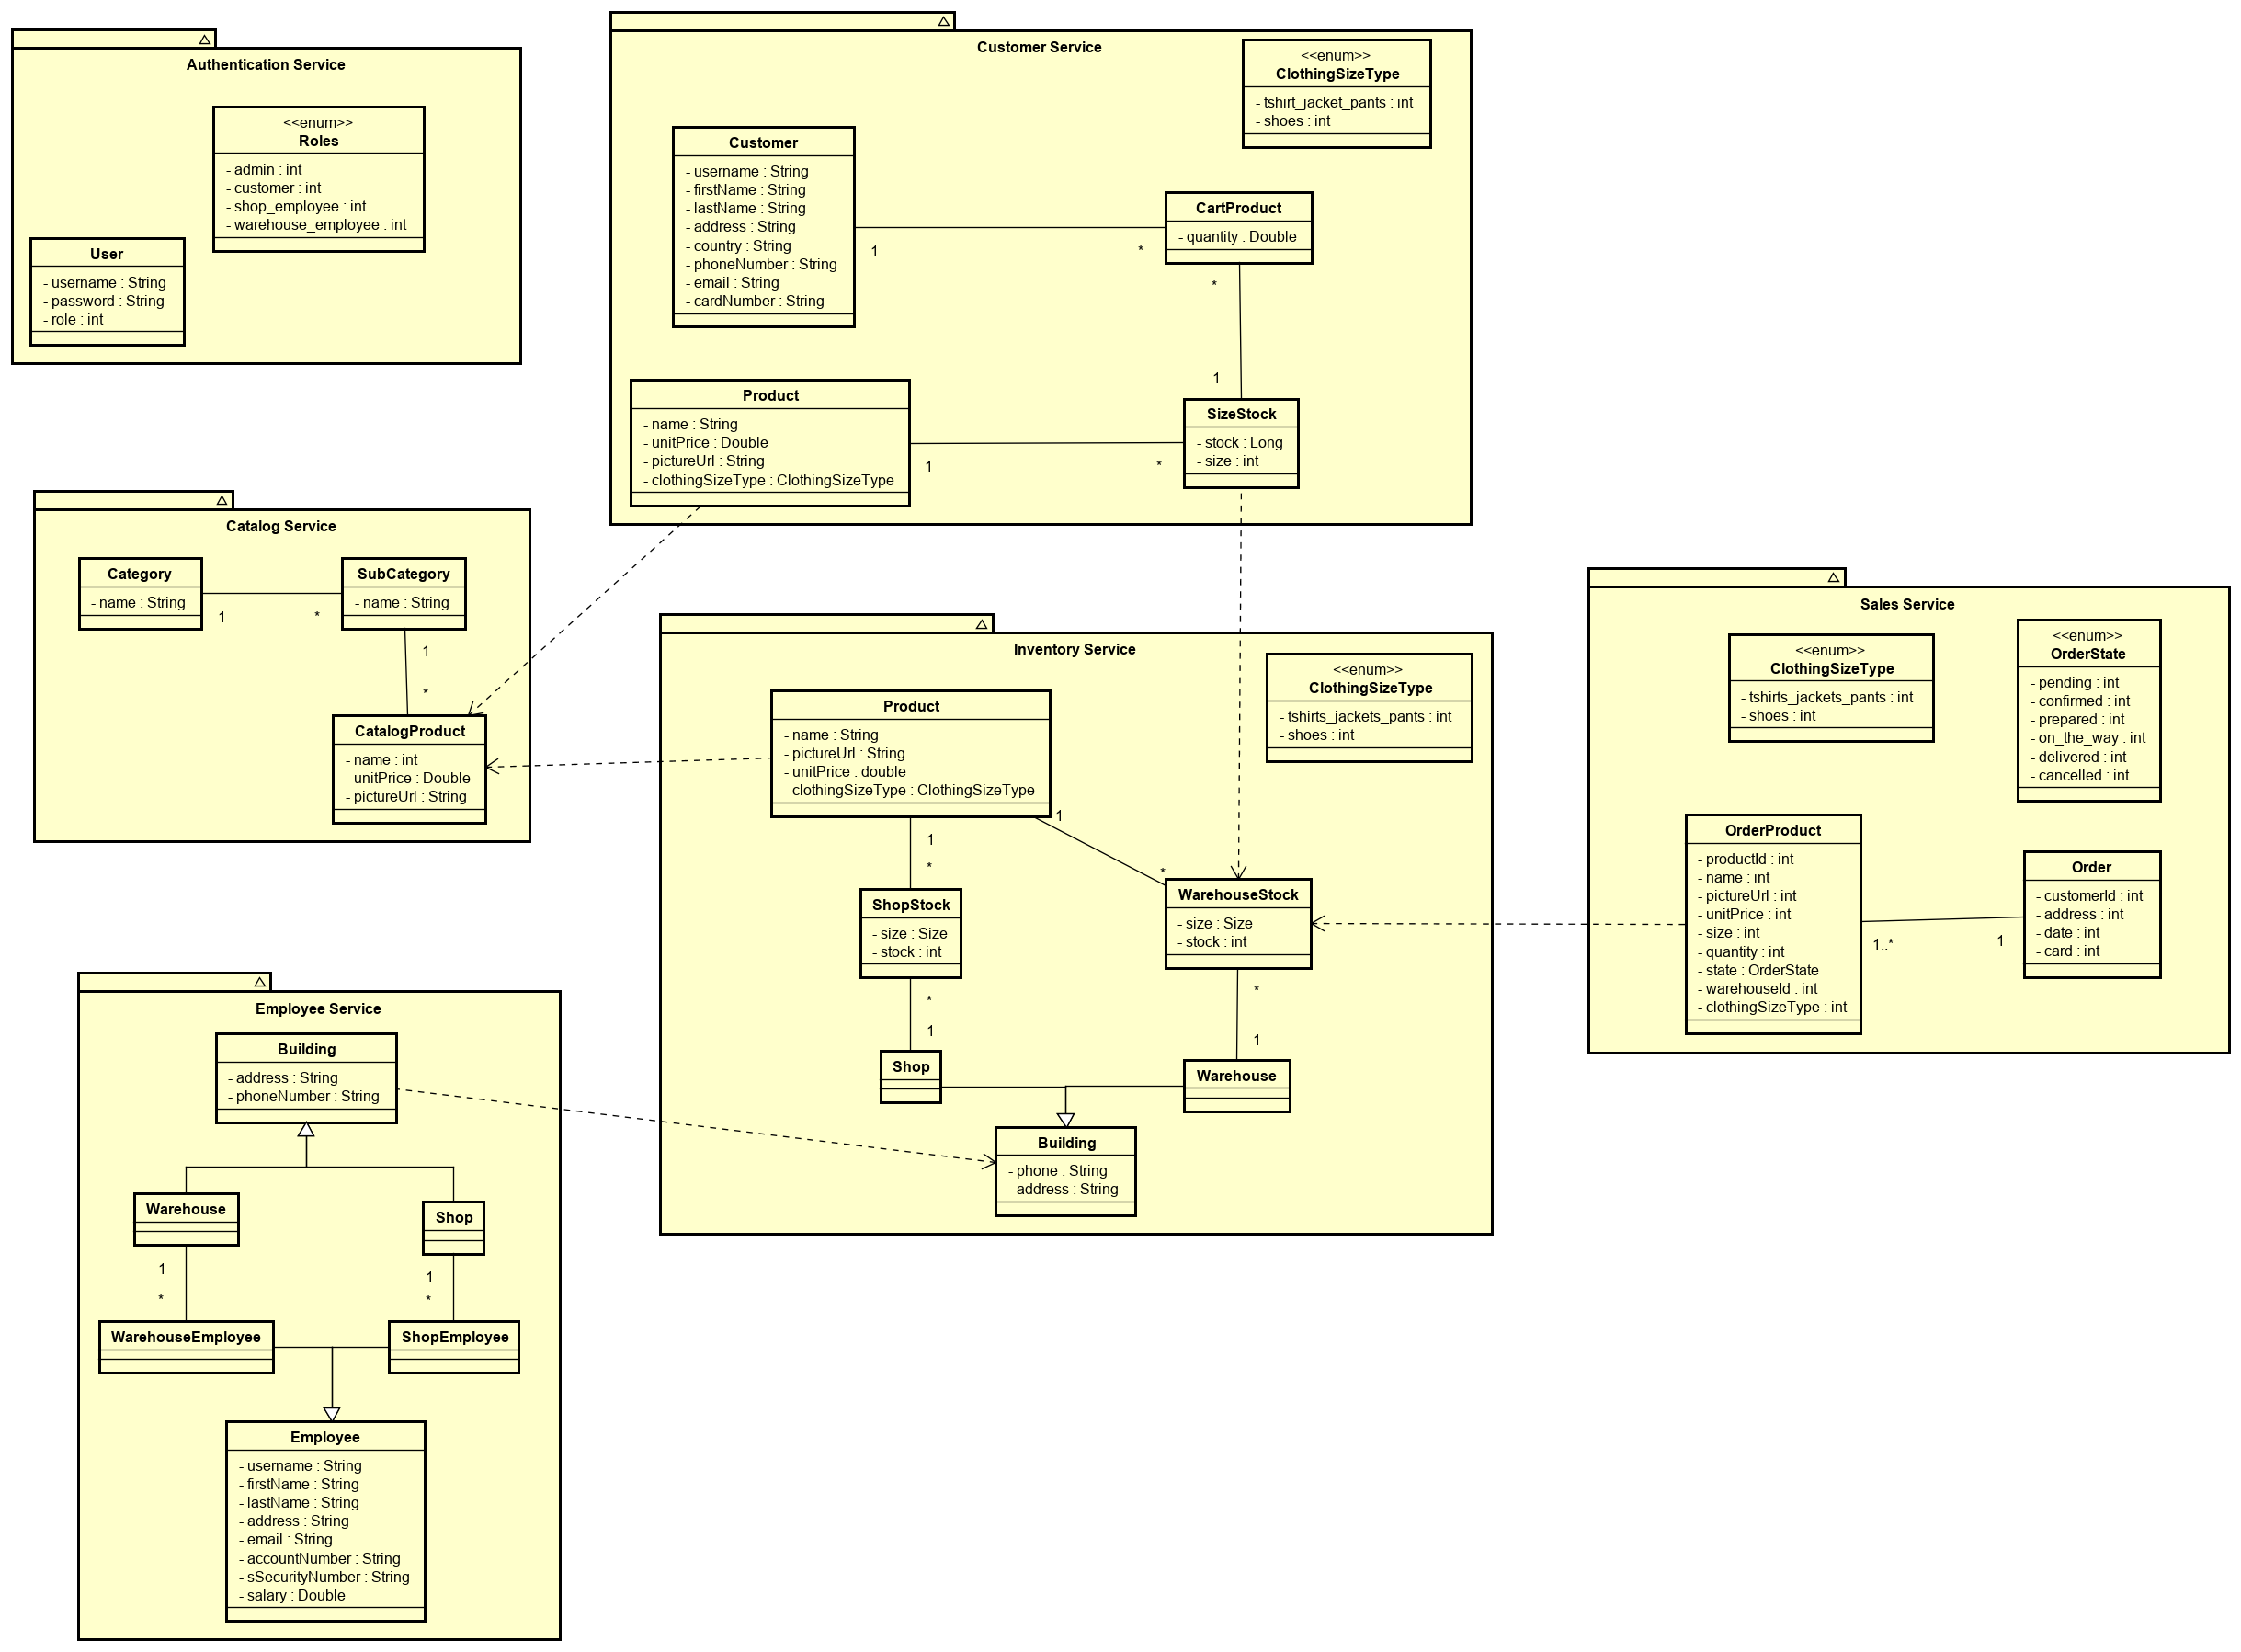 Authentication Service
<<enum>>
Roles
- admin : int
- customer : int
- shop_employee : int
- warehouse_employee : int
User
- username : String
- password : String
- role : int
Customer Service
<<enum>>
ClothingSizeType
- tshirt_jacket_pants : int
- shoes : int
Customer
- username : String
- firstName : String
- lastName : String
- address : String
- country : String
- phoneNumber : String
- email : String
- cardNumber : String
1
*
CartProduct
- quantity : Double
*
1
Product
- name : String
- unitPrice : Double
- pictureUrl : String
- clothingSizeType : ClothingSizeType
1
*
SizeStock
- stock : Long
- size : int
Catalog Service
Category
- name : String
1
*
SubCategory
- name : String
1
*
CatalogProduct
- name : int
- unitPrice : Double
- pictureUrl : String
Inventory Service
<<enum>>
ClothingSizeType
- tshirts_jackets_pants : int
- shoes : int
Product
- name : String
- pictureUrl : String
- unitPrice : double
- clothingSizeType : ClothingSizeType
1
*
1
*
ShopStock
- size : Size
- stock : int
*
1
WarehouseStock
- size : Size
- stock : int
*
1
Shop
Warehouse
Building
- phone : String
- address : String
Sales Service
<<enum>>
ClothingSizeType
- tshirts_jackets_pants : int
- shoes : int
<<enum>>
OrderState
- pending : int
- confirmed : int
- prepared : int
- on_the_way : int
- delivered : int
- cancelled : int
OrderProduct
- productId : int
- name : int
- pictureUrl : int
- unitPrice : int
- size : int
- quantity : int
- state : OrderState
- warehouseId : int
- clothingSizeType : int
1..*
1
Order
- customerId : int
- address : int
- date : int
- card : int
Employee Service
Building
- address : String
- phoneNumber : String
Warehouse
Shop
1
*
1
*
WarehouseEmployee
ShopEmployee
Employee
- username : String
- firstName : String
- lastName : String
- address : String
- email : String
- accountNumber : String
- sSecurityNumber : String
- salary : Double